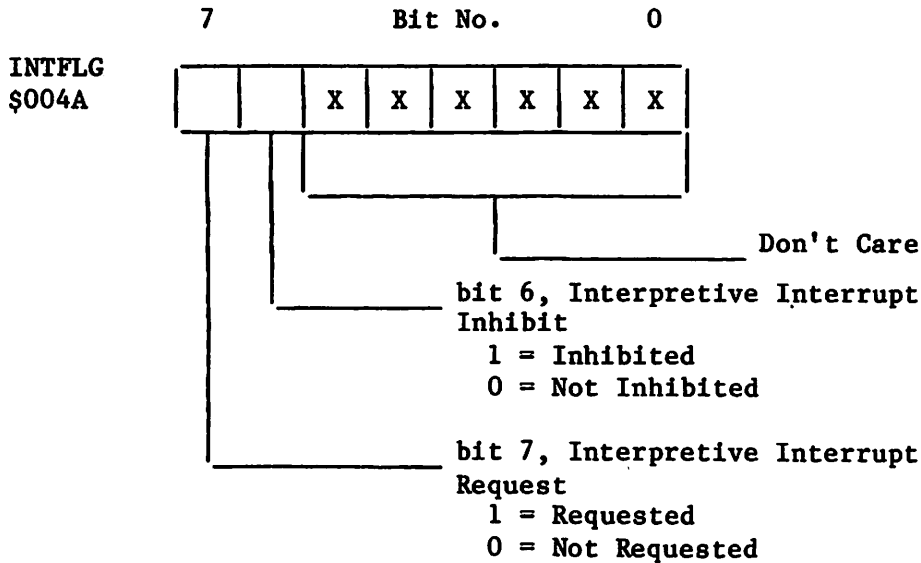 7 Bit No. 0
INTFLG
$004A
X X X X X X
Don't Care
bit 6, Interpretive Interrupt
Inhibit
1 = Inhibited
0 = Not Inhibited
bit 7, Interpretive Interrupt
Request
1 = Requested
0 = Not Requested